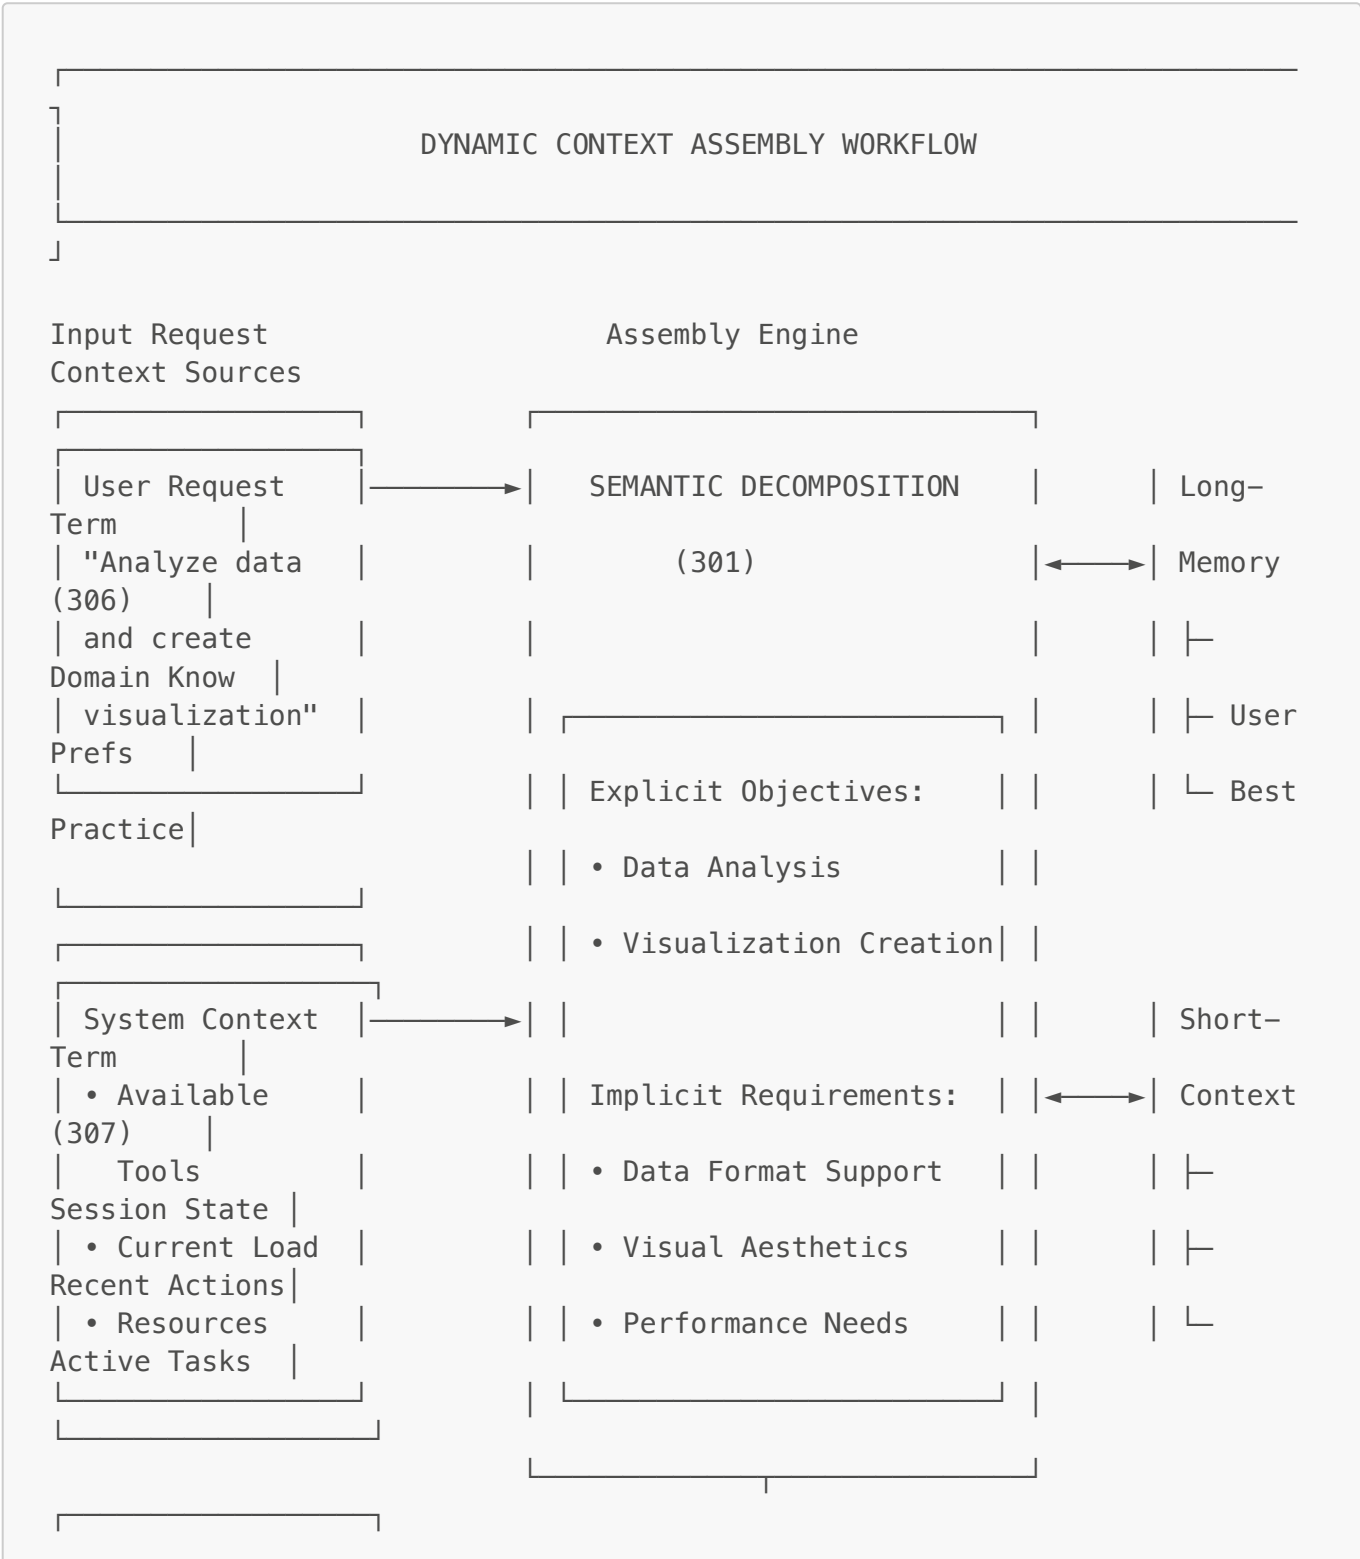 DYNAMIC CONTEXT ASSEMBLY WORKFLOW
Input Request Assembly Engine
Context Sources
User Request SEMANTIC DECOMPOSITION Long-
Term
"Analyze data (301) Memory
(306)
and create
Domain Know
visualization" User
Prefs
Explicit Objectives: Best
Practice
• Data Analysis
• Visualization Creation
System Context Short-
Term
• Available Implicit Requirements: Context
(307)
Tools • Data Format Support
Session State
• Current Load • Visual Aesthetics
Recent Actions
• Resources • Performance Needs
Active Tasks